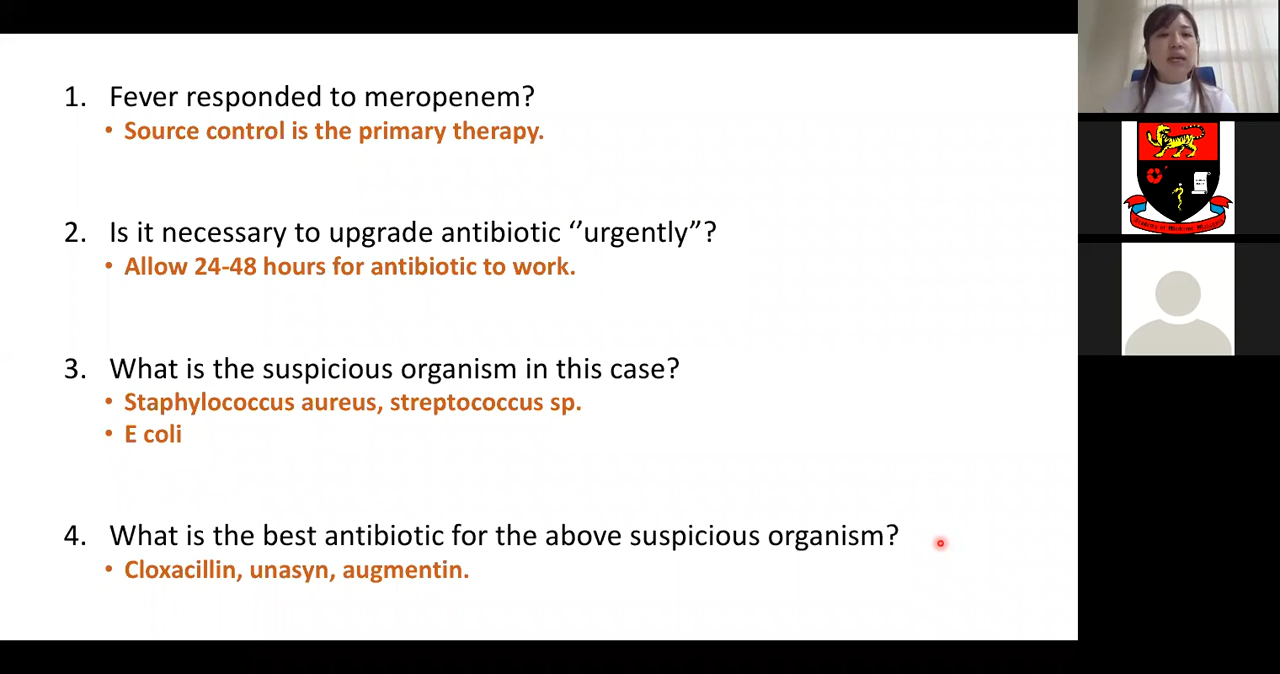 1. Fever responded to meropenem?
• Source control is the primary therapy.
2. Is it necessary to upgrade antibiotic ‘’urgently”?
• Allow 24-48 hours for antibiotic to work.
3. What is the suspicious organism in this case?
• Staphylococcus aureus, streptococcus sp.
• E coli
4. What is the best antibiotic for the above suspicious organism?
• Cloxacillin, unasyn, augmentin.